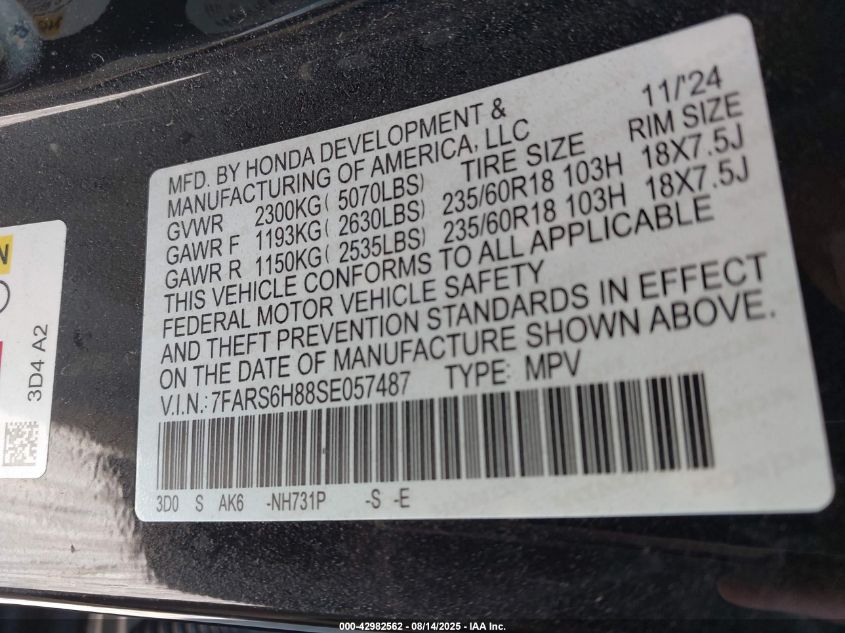 MFD. BY HONDA DEVELOPMENT & 11/'24
MANUFACTURING OF AMERICA, LLC TIRE SIZE RIM SIZE
GVWR 2300KG( 5070LBS)
GAWR F 1193KG( 2630LBS) 235/60R18 103H 18X7.5J
GAWR R 1150KG( 2535LBS) 235/60R18 103H 18X7.5J
THIS VEHICLE CONFORMS TO ALL APPLICABLE
FEDERAL MOTOR VEHICLE SAFETY
AND THEFT PREVENTION STANDARDS IN EFFECT
ON THE DATE OF MANUFACTURE SHOWN ABOVE.
V.I.N.:7FARS6H88SE057487 TYPE: MPV
3D0 S AK6 -NH731P -S -E
N
3D4 A2
000-42982562 - 08/14/2025 - IAA Inc.